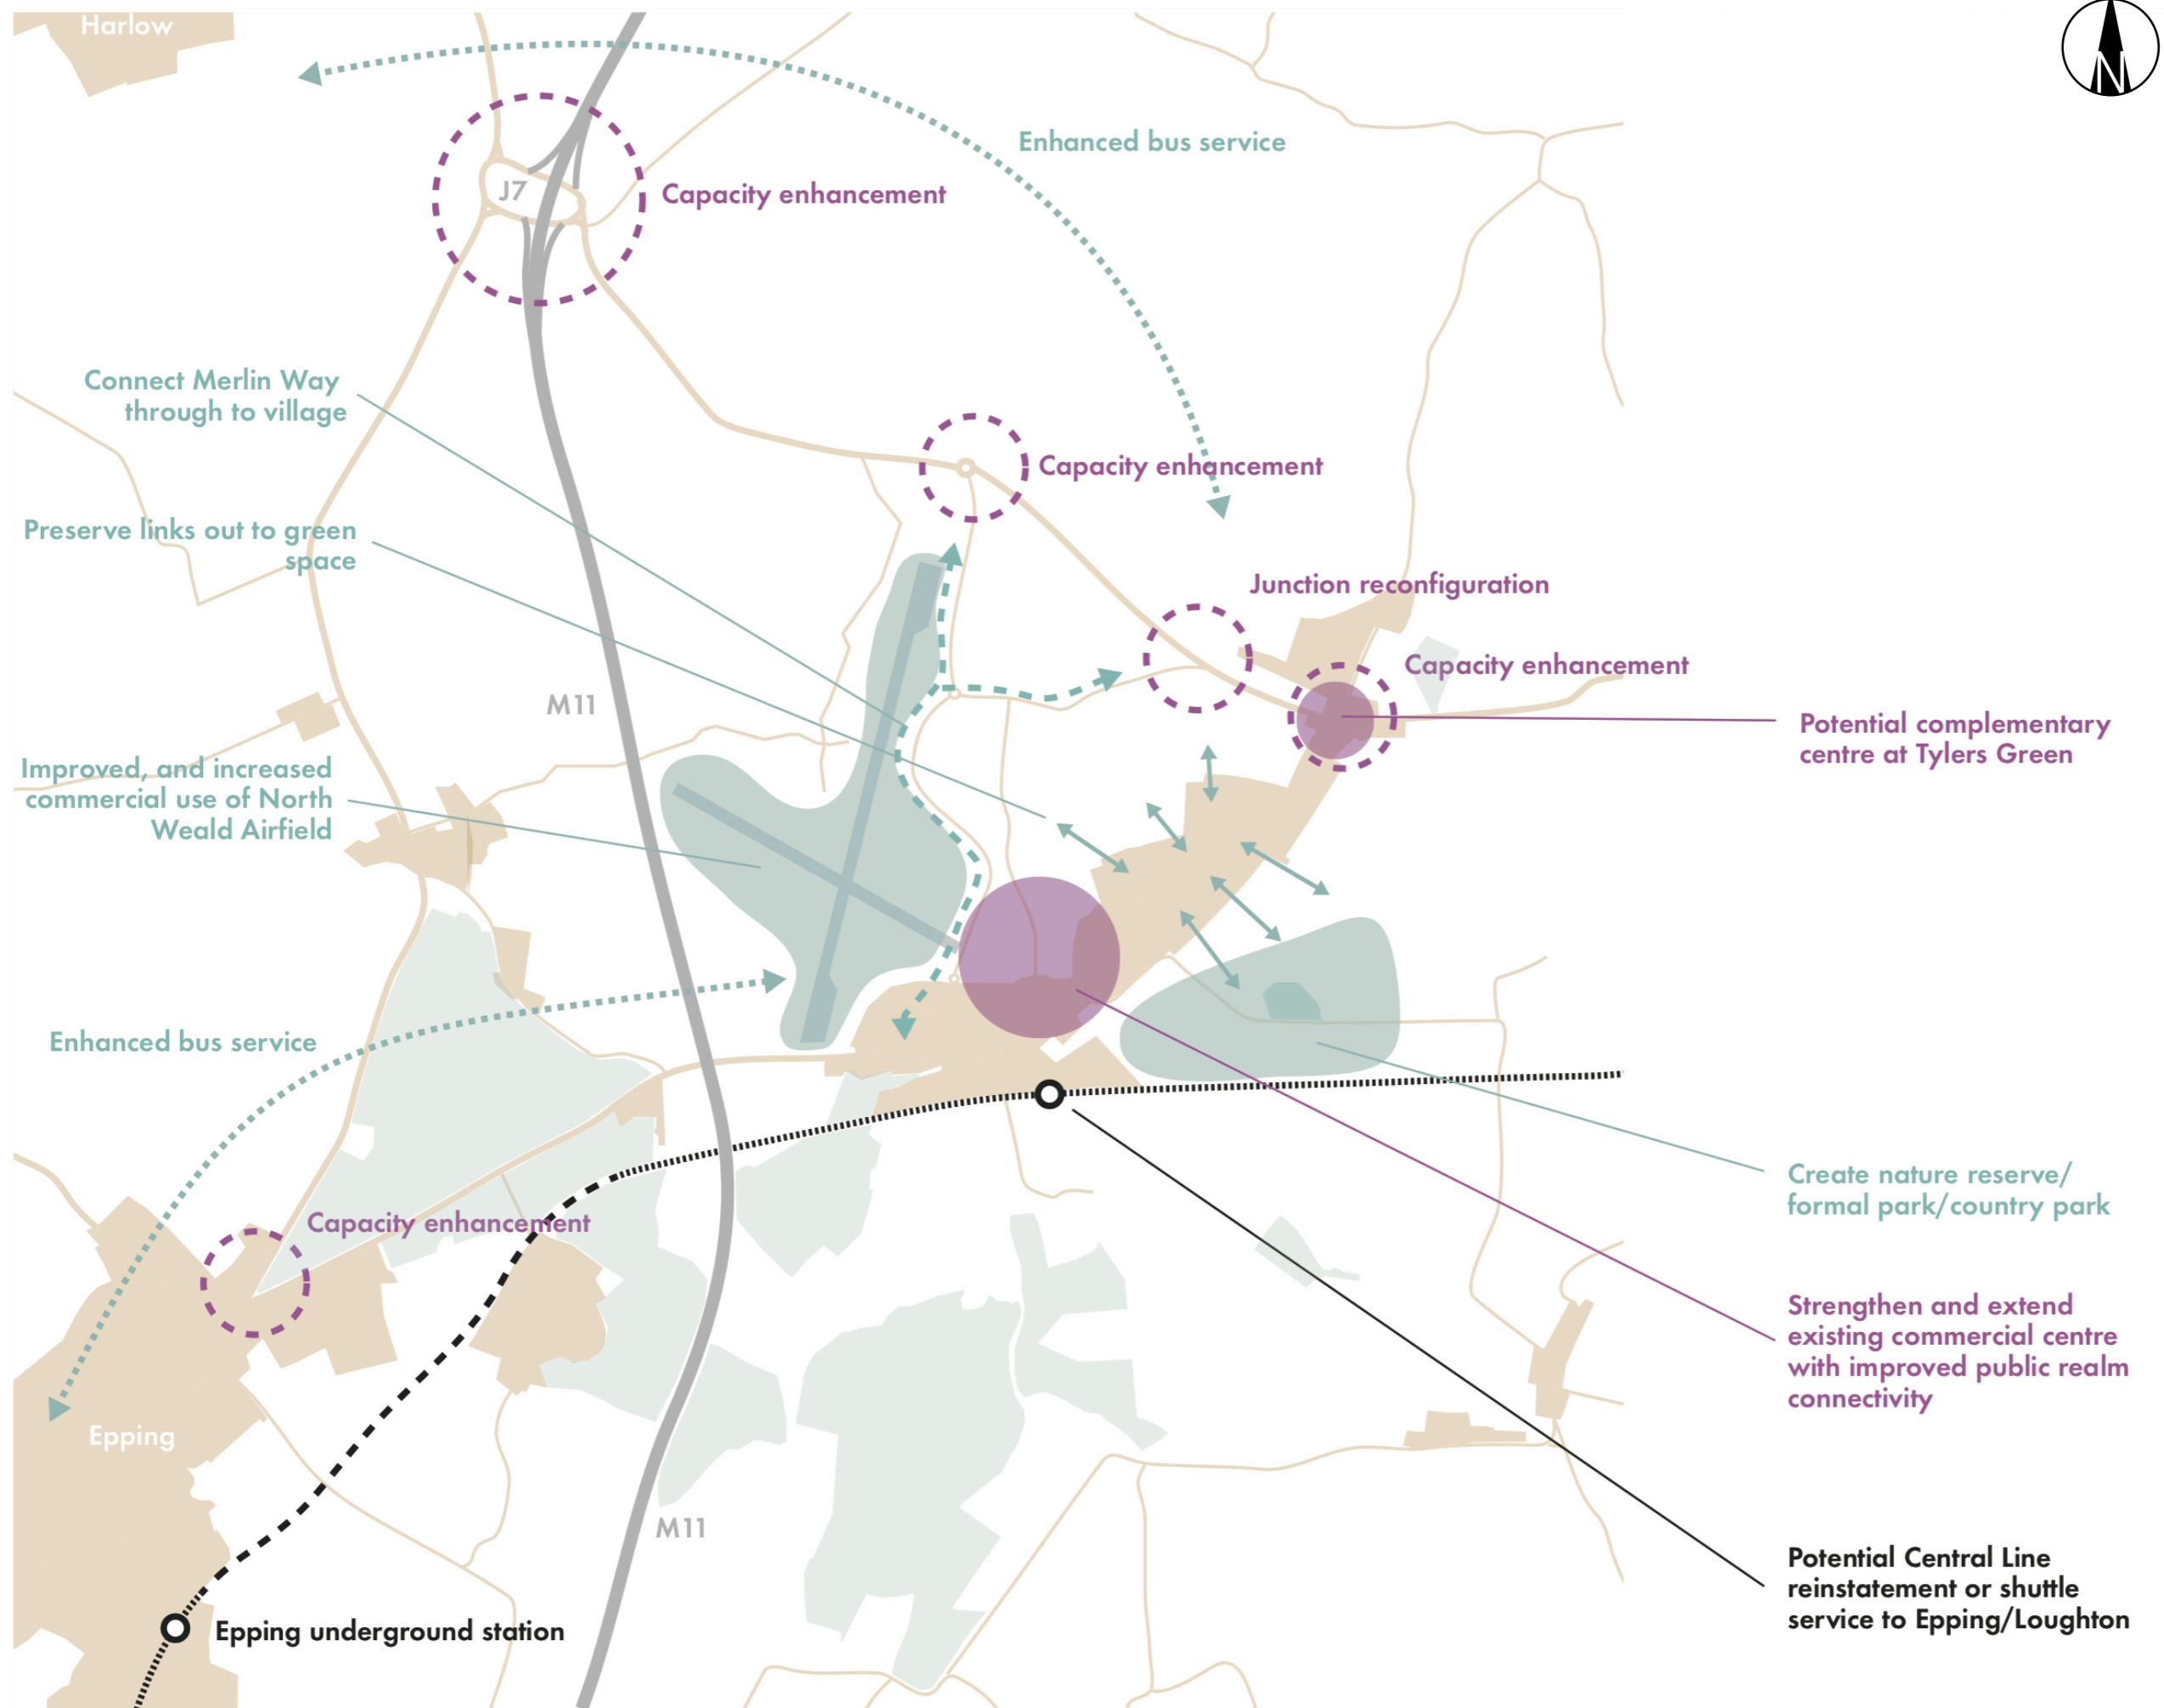 Harlow
N
Enhanced bus service
J7
Capacity enhancement
Connect Merlin Way
through to village
Capacity enhancement
Preserve links out to green
space
Junction reconfiguration
Capacity enhancement
M11
Potential complementary
centre at Tylers Green
Improved, and increased
commercial use of North
Weald Airfield
Enhanced bus service
Create nature reserve/
formal park/country park
Capacity enhancement
Strengthen and extend
existing commercial centre
with improved public realm
connectivity
Epping
M11
Potential Central Line
reinstatement or shuttle
service to Epping/Loughton
Epping underground station